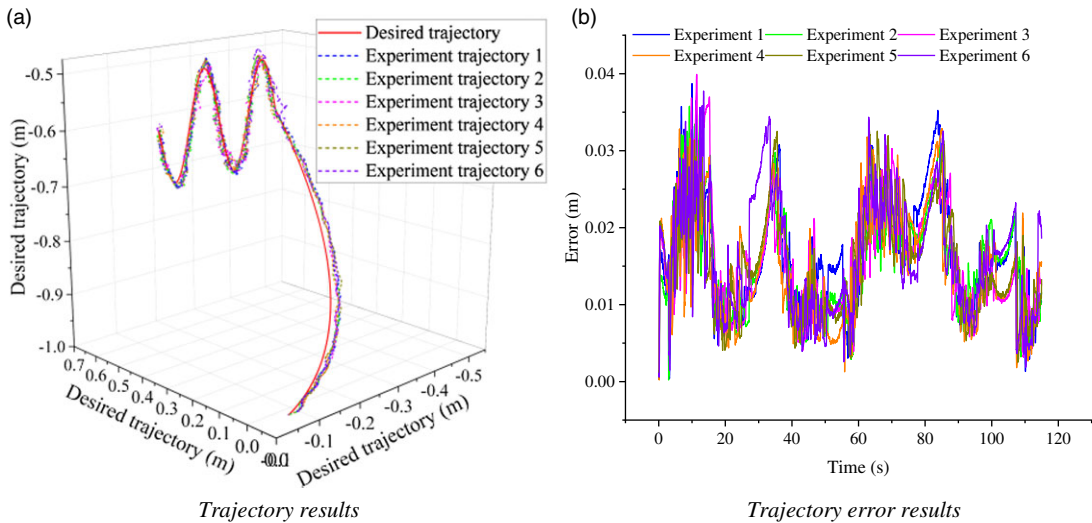 (a)
Desired trajectory
Experiment trajectory 1
Experiment trajectory 2
Experiment trajectory 3
Experiment trajectory 4
Experiment trajectory 5
Experiment trajectory 6
Desired trajectory (m)
-0.5
-0.6
-0.7
-0.8
-0.9
-1.0
0.7
0.6
0.5
0.4
0.3
0.2
0.1
0.0
Desired trajectory (m)
-0.1
-0.2
-0.3
-0.4
-0.5
Desired trajectory (m)
Trajectory results
(b)
Experiment 1 Experiment 2 Experiment 3
Experiment 4 Experiment 5 Experiment 6
Error (m)
0.04
0.03
0.02
0.01
0.00
0 20 40 60 80 100 120
Time (s)
Trajectory error results